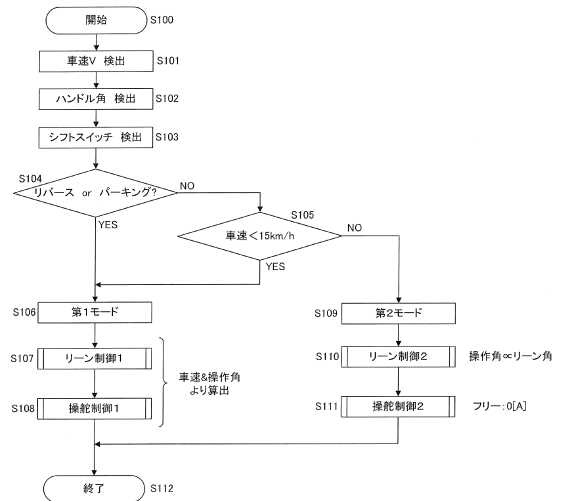 開始 S100
車速V 検出 S101
ハンドル角 検出 S102
シフトスイッチ 検出 S103
S104
リバース or パーキング?
NO
YES
S105
車速<15km/h
NO
YES
S106 第1モード
S107 リーン制御1
S108 操舵制御1
車速&操作角
より算出
S109 第2モード
S110 リーン制御2 操作角∝リーン角
S111 操舵制御2 フリー:0[A]
終了 S112